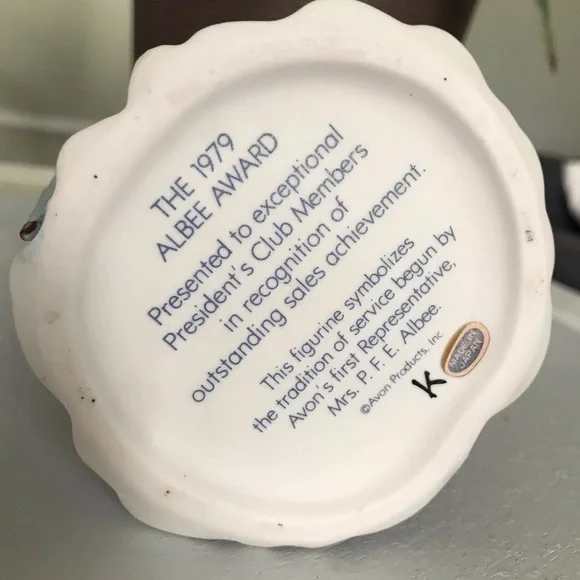 THE 1979
ALBEE AWARD
Presented to exceptional
President's Club Members
in recognition of
outstanding sales achievement.
This figurine symbolizes
the tradition of service begun by
Avon's first Representative,
Mrs. P. F. E. Albee.
©Avon Products, Inc
K
MADE IN
JAPAN